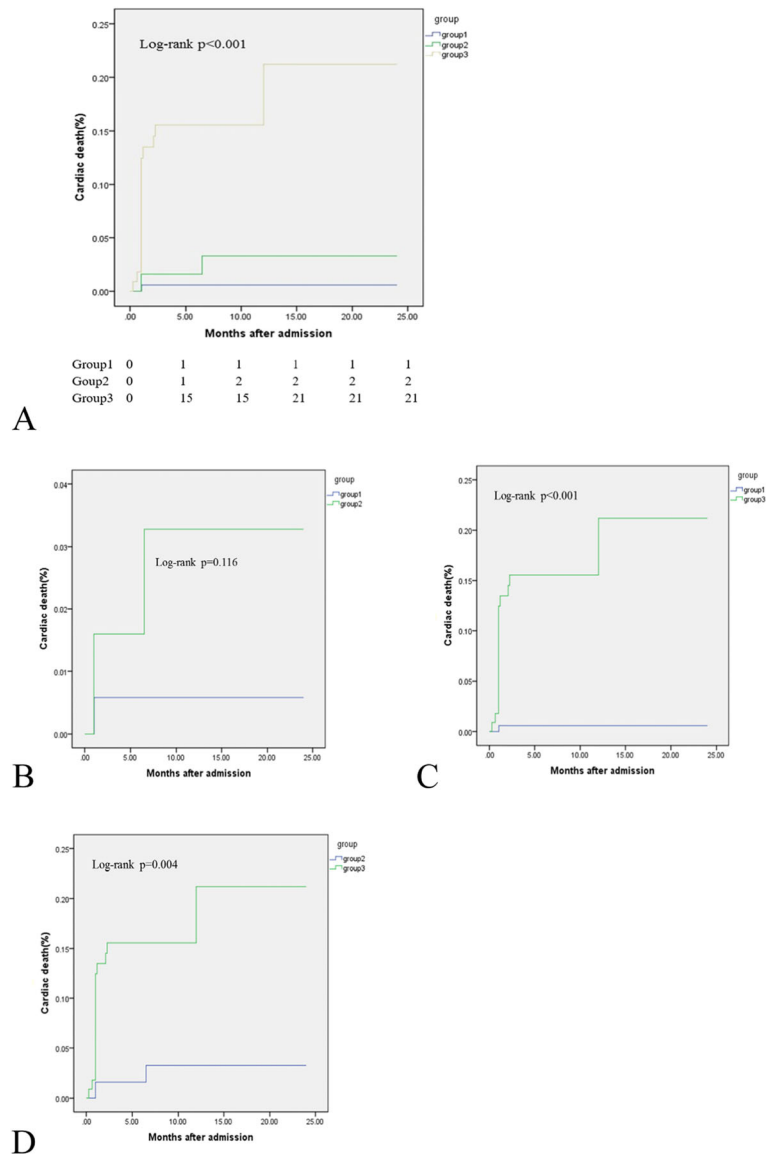 group
Log-rank p<0.001
group1
group2
group3
0.25
0.20
0.15
0.10
0.05
0.00
Cardiac death(%)
.00 5.00 10.00 15.00 20.00 25.00
Months after admission
Group1 0 1 1 1 1 1
Goup2 0 1 2 2 2 2
Group3 0 15 15 21 21 21
A
group
group1
group2
0.04
0.03
0.02
0.01
0.00
Log-rank p=0.116
Cardiac death(%)
.00 5.00 10.00 15.00 20.00 25.00
Months after admission
B
group
group1
group3
0.25
0.20
0.15
0.10
0.05
0.00
Log-rank p<0.001
Cardiac death(%)
.00 5.00 10.00 15.00 20.00 25.00
Months after admission
C
group
group2
group3
0.25
0.20
0.15
0.10
0.05
0.00
Log-rank p=0.004
Cardiac death(%)
.00 5.00 10.00 15.00 20.00 25.00
Months after admission
D